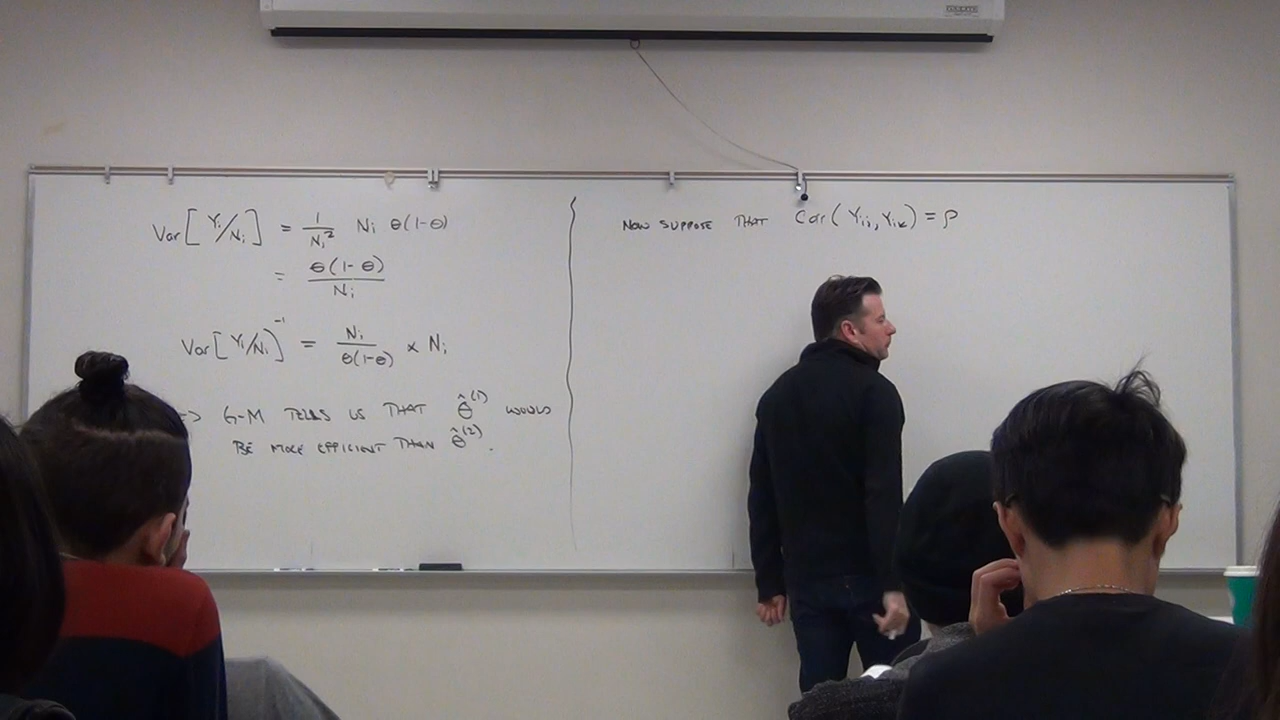 Var[Yi/Ni] = 1/Ni² Ni θ(1-θ)
= θ(1-θ)/Ni
Var[Yi/Ni]⁻¹ = Ni/θ(1-θ) ∝ Ni
=> G-M TELLS US THAT θ̂⁽¹⁾ WOULD
BE MORE EFFICIENT THAN θ̂⁽²⁾.
NOW SUPPOSE THAT Corr(Yij, Yik) = ρ